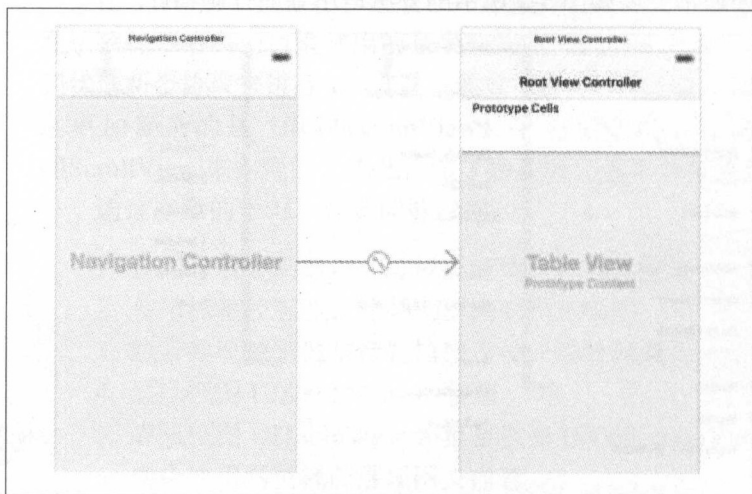 Navigation Controller
Root View Controller
Root View Controller
Prototype Cells
Navigation Controller
Table View
Prototype Content